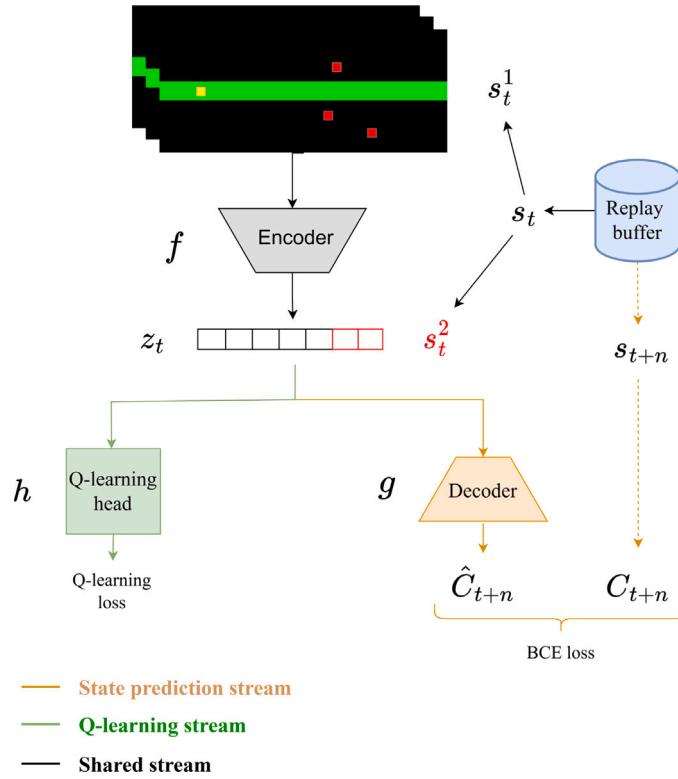 s_t^1
Replay
buffer
s_t
f
Encoder
z_t
s_t^2
s_{t+n}
h
Q-learning
head
g
Decoder
Q-learning
loss
Ĉ_{t+n}
C_{t+n}
BCE loss
State prediction stream
Q-learning stream
Shared stream